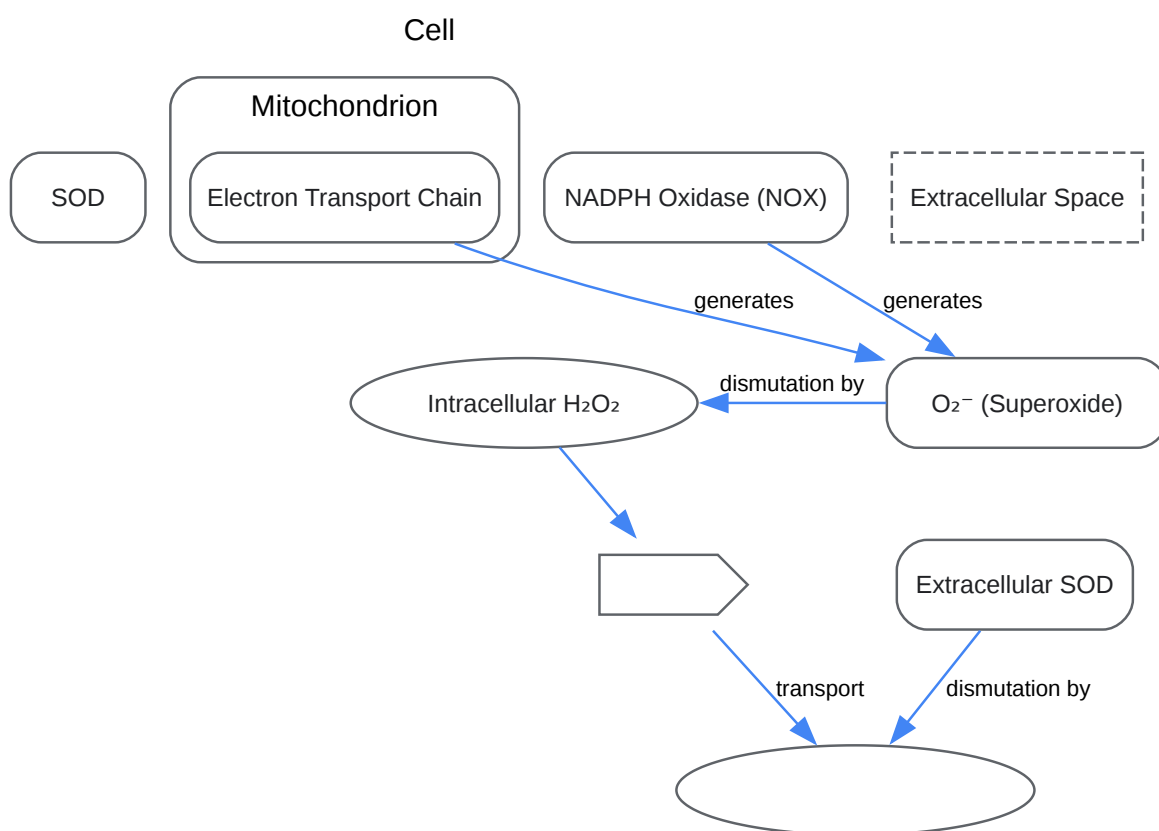 Cell
Mitochondrion
SOD
Electron Transport Chain
NADPH Oxidase (NOX)
Extracellular Space
generates
generates
dismutation by
Intracellular H₂O₂
O₂⁻ (Superoxide)
Extracellular SOD
transport
dismutation by